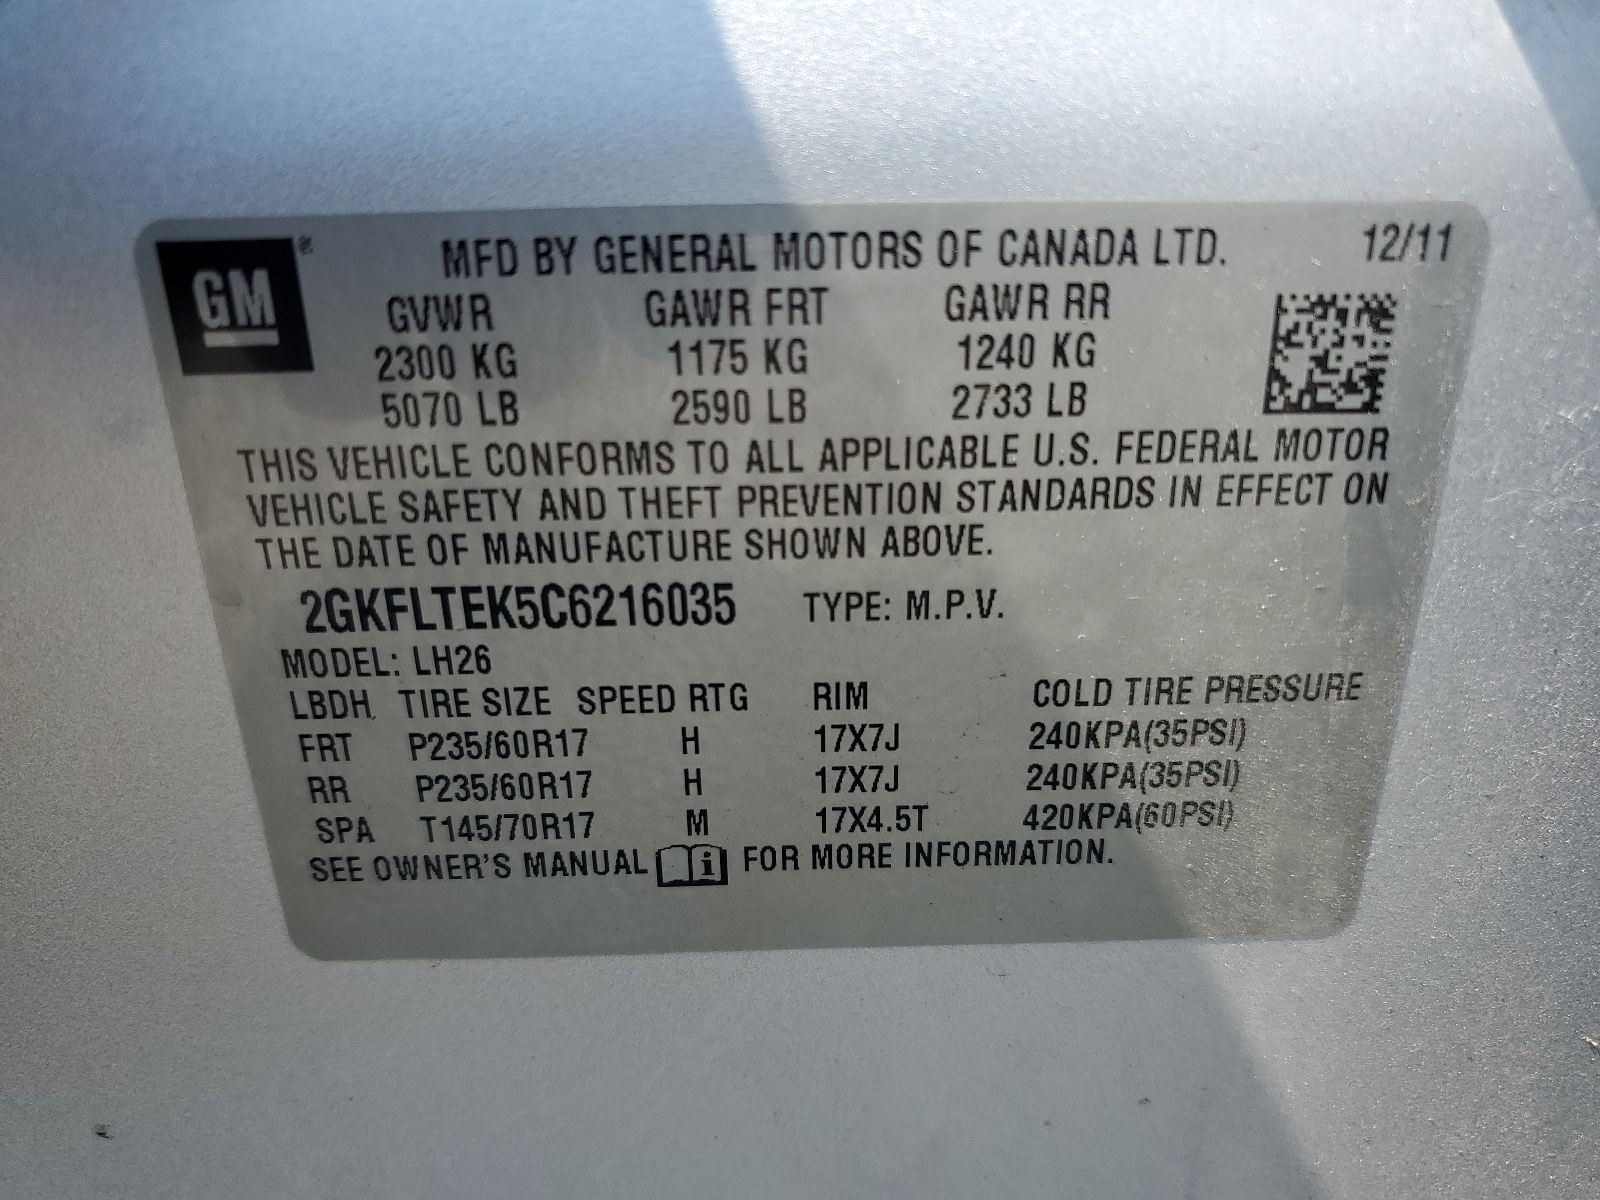 GM ® MFD BY GENERAL MOTORS OF CANADA LTD. 12/11
GVWR GAWR FRT GAWR RR
2300 KG 1175 KG 1240 KG
5070 LB 2590 LB 2733 LB
THIS VEHICLE CONFORMS TO ALL APPLICABLE U.S. FEDERAL MOTOR
VEHICLE SAFETY AND THEFT PREVENTION STANDARDS IN EFFECT ON
THE DATE OF MANUFACTURE SHOWN ABOVE.
2GKFLTEK5C6216035 TYPE: M.P.V.
MODEL: LH26
LBDH TIRE SIZE SPEED RTG RIM COLD TIRE PRESSURE
FRT P235/60R17 H 17X7J 240KPA(35PSI)
RR P235/60R17 H 17X7J 240KPA(35PSI)
SPA T145/70R17 M 17X4.5T 420KPA(60PSI)
SEE OWNER'S MANUAL i FOR MORE INFORMATION.